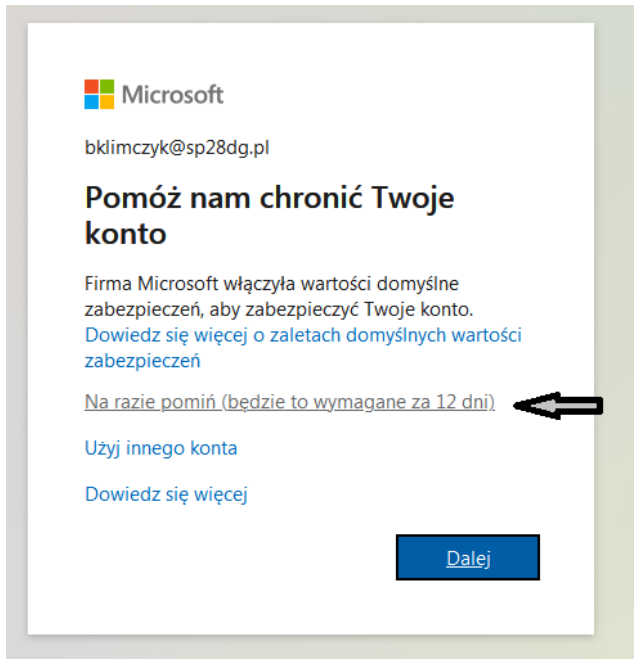 Microsoft
bklimczyk@sp28dg.pl
Pomóż nam chronić Twoje
konto
Firma Microsoft włączyła wartości domyślne
zabezpieczeń, aby zabezpieczyć Twoje konto.
Dowiedz się więcej o zaletach domyślnych wartości
zabezpieczeń
Na razie pomiń (będzie to wymagane za 12 dni)
Użyj innego konta
Dowiedz się więcej
Dalej